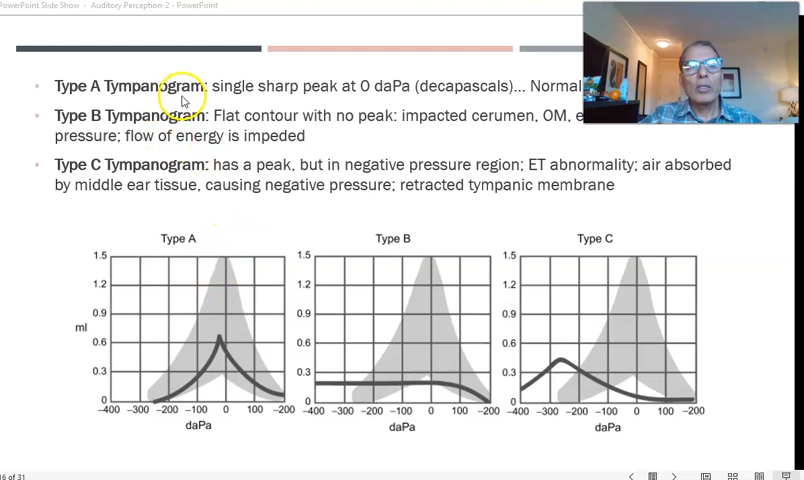 PowerPoint Slide Show - Auditory Perception-2 - PowerPoint
• Type A Tympanogram: single sharp peak at 0 daPa (decapascals)... Normal
• Type B Tympanogram: Flat contour with no peak: impacted cerumen, OM, e
pressure; flow of energy is impeded
• Type C Tympanogram: has a peak, but in negative pressure region; ET abnormality; air absorbed
by middle ear tissue, causing negative pressure; retracted tympanic membrane
Type A
1.5
1.2
0.9
ml
0.6
0.3
0
−400 −300 −200 −100 0 100 −200
daPa
Type B
1.5
1.2
0.9
0.6
0.3
0
−400 −300 −200 −100 0 100 −200
daPa
Type C
1.5
1.2
0.9
0.6
0.3
0
−400 −300 −200 −100 0 100 −200
daPa
16 of 31